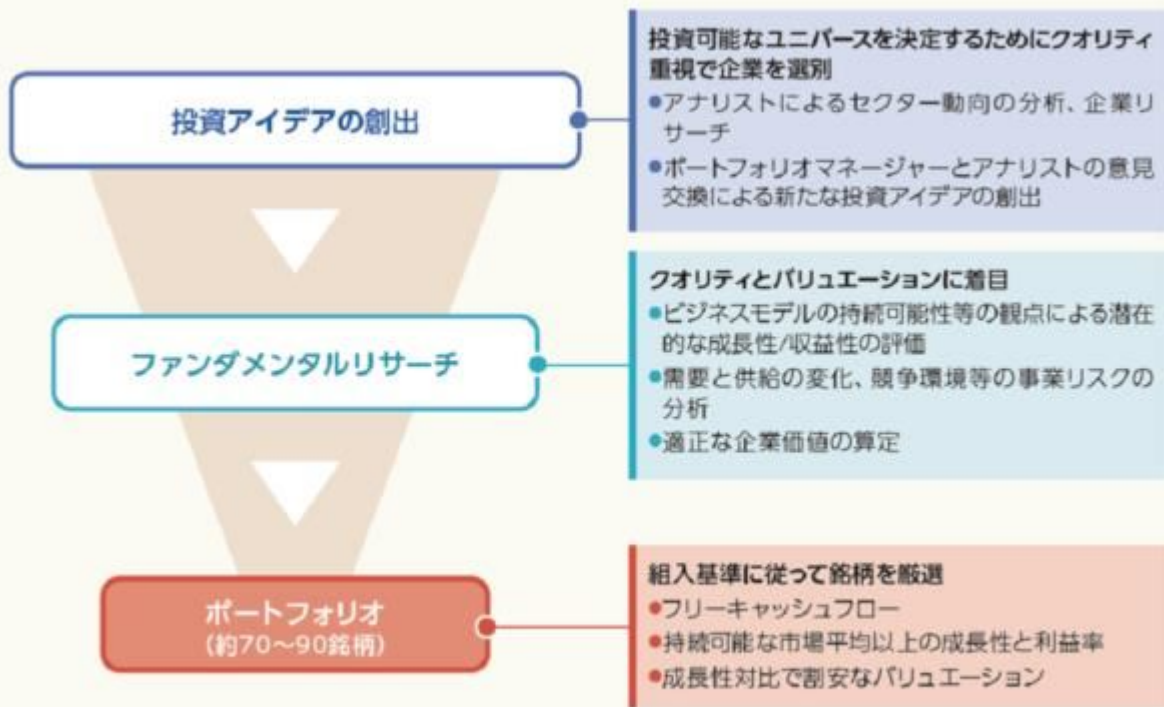 投資アイデアの創出
投資可能なユニバースを決定するためにクオリティ
重視で企業を選別
●アナリストによるセクター動向の分析、企業リ
サーチ
●ポートフォリオマネージャーとアナリストの意見
交換による新たな投資アイデアの創出
ファンダメンタルリサーチ
クオリティとバリュエーションに着目
●ビジネスモデルの持続可能性等の観点による潜在
的な成長性/収益性の評価
●需要と供給の変化、競争環境等の事業リスクの
分析
●適正な企業価値の算定
ポートフォリオ
(約70～90銘柄)
組入基準に従って銘柄を厳選
●フリーキャッシュフロー
●持続可能な市場平均以上の成長性と利益率
●成長性対比で割安なバリュエーション